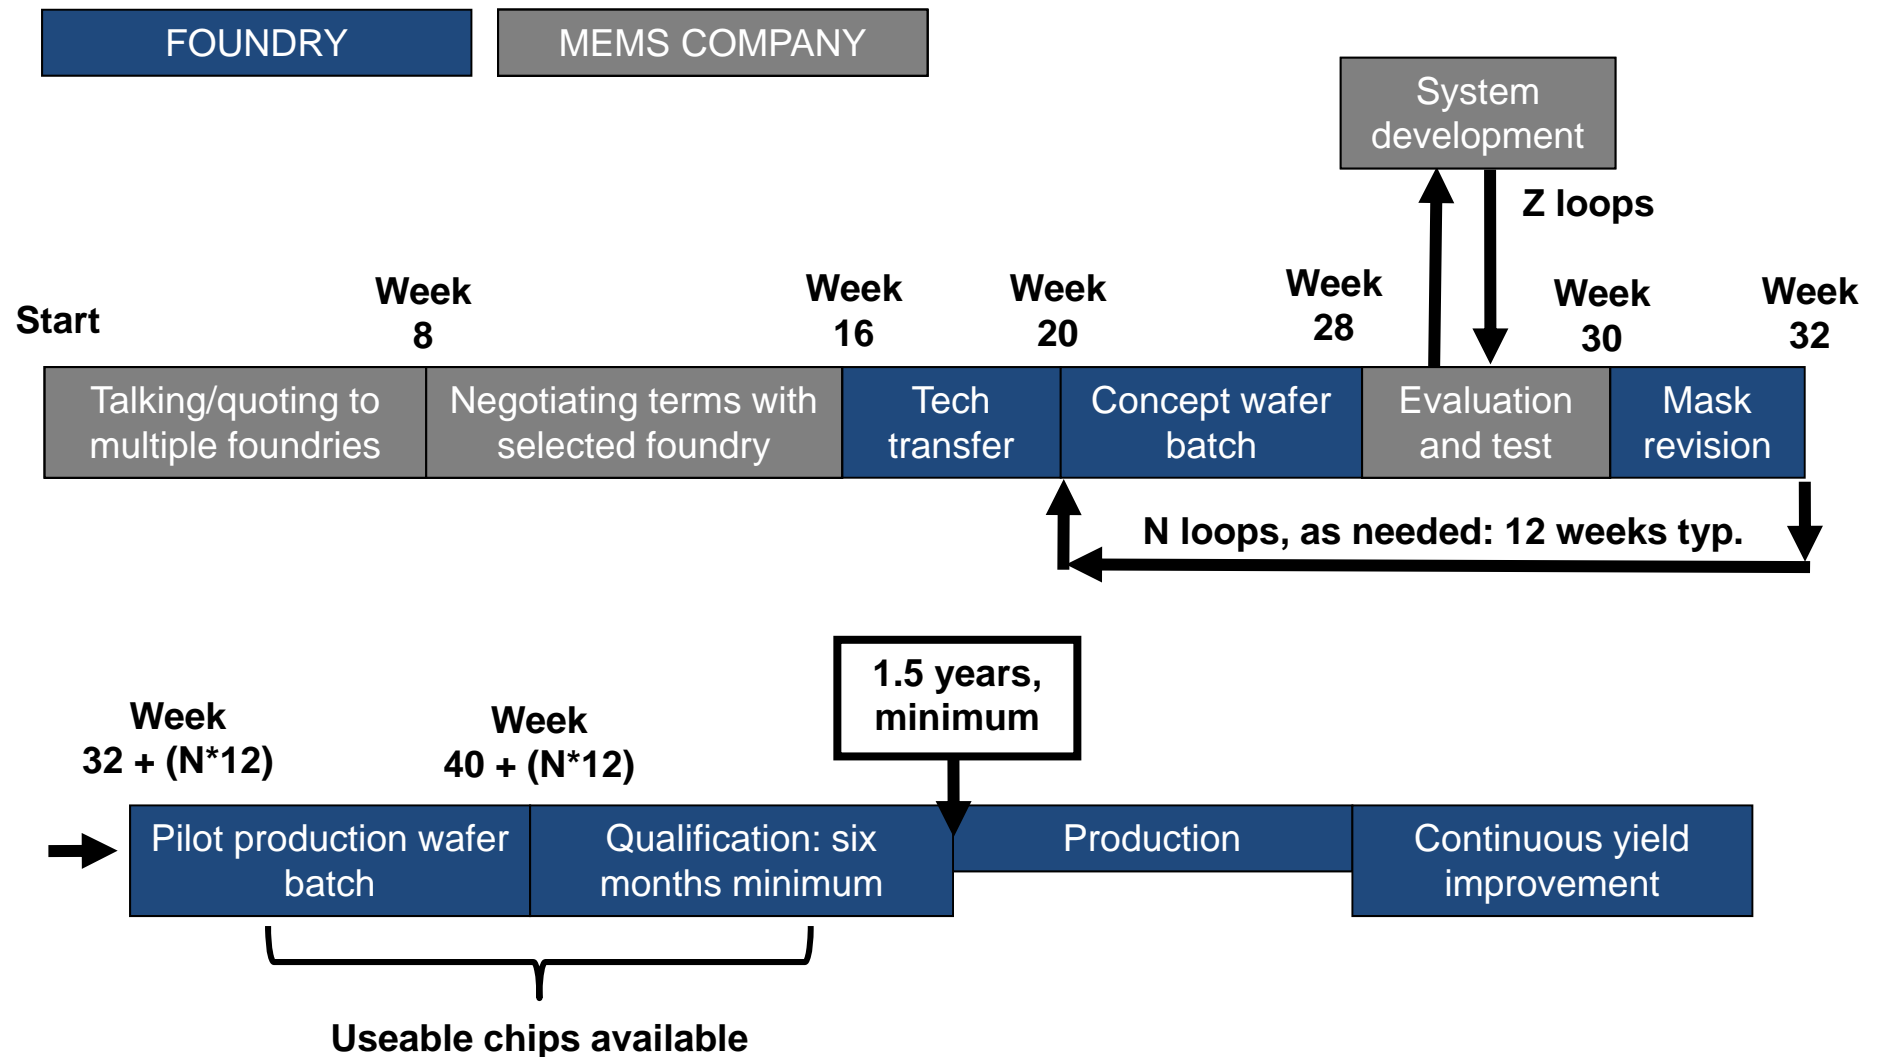 FOUNDRY
MEMS COMPANY
System
development
Z loops
Start
Week
8
Week
16
Week
20
Week
28
Week
30
Week
32
Talking/quoting to
multiple foundries
Negotiating terms with
selected foundry
Tech
transfer
Concept wafer
batch
Evaluation
and test
Mask
revision
N loops, as needed: 12 weeks typ.
1.5 years,
minimum
Week
32 + (N*12)
Week
40 + (N*12)
Pilot production wafer
batch
Qualification: six
months minimum
Production
Continuous yield
improvement
Useable chips available